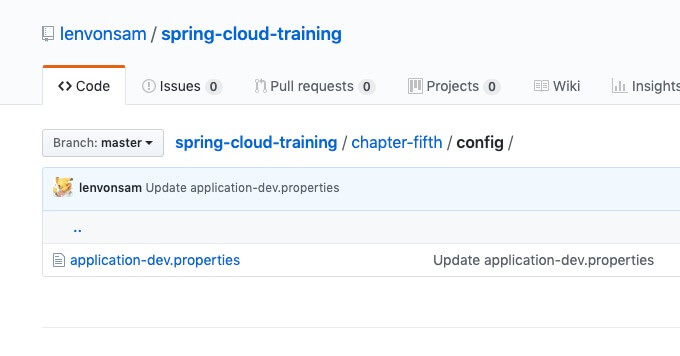 lenvonsam / spring-cloud-training
Code Issues 0 Pull requests 0 Projects 0 Wiki Insights
Branch: master spring-cloud-training / chapter-fifth / config /
lenvonsam Update application-dev.properties
..
application-dev.properties Update application-dev.properties